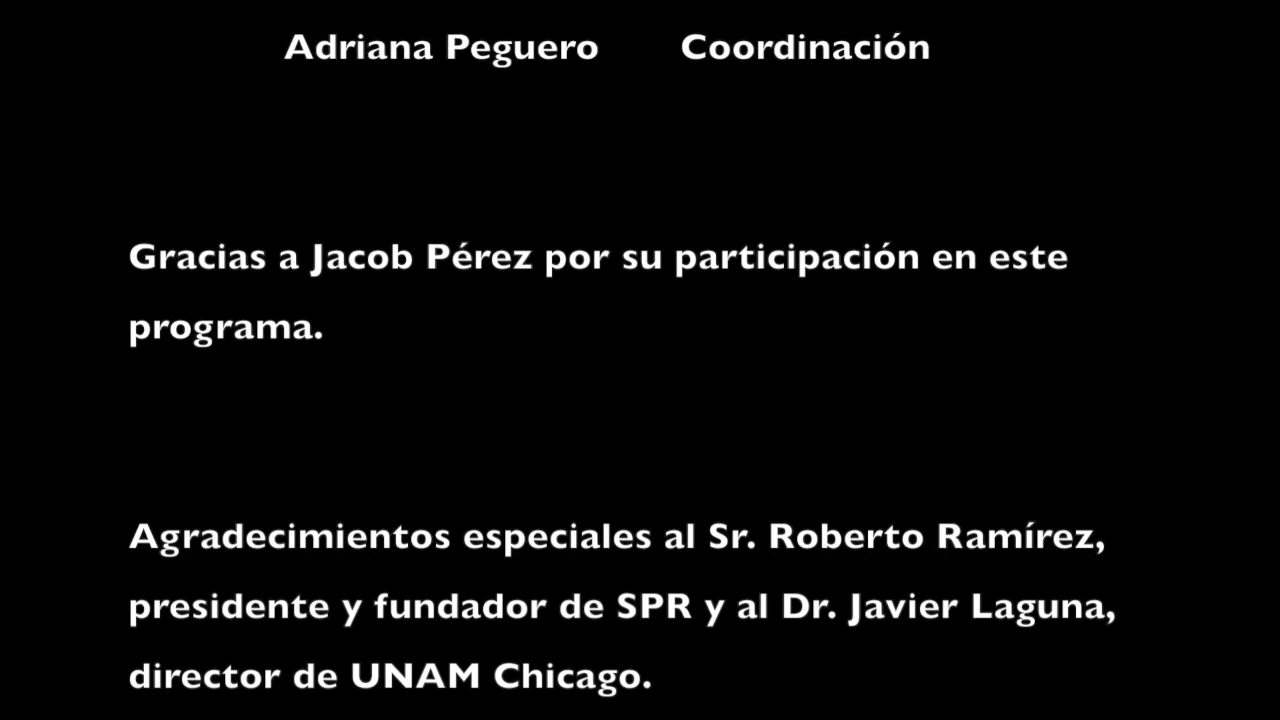 Adriana Peguero Coordinación
Gracias a Jacob Pérez por su participación en este
programa.
Agradecimientos especiales al Sr. Roberto Ramírez,
presidente y fundador de SPR y al Dr. Javier Laguna,
director de UNAM Chicago.